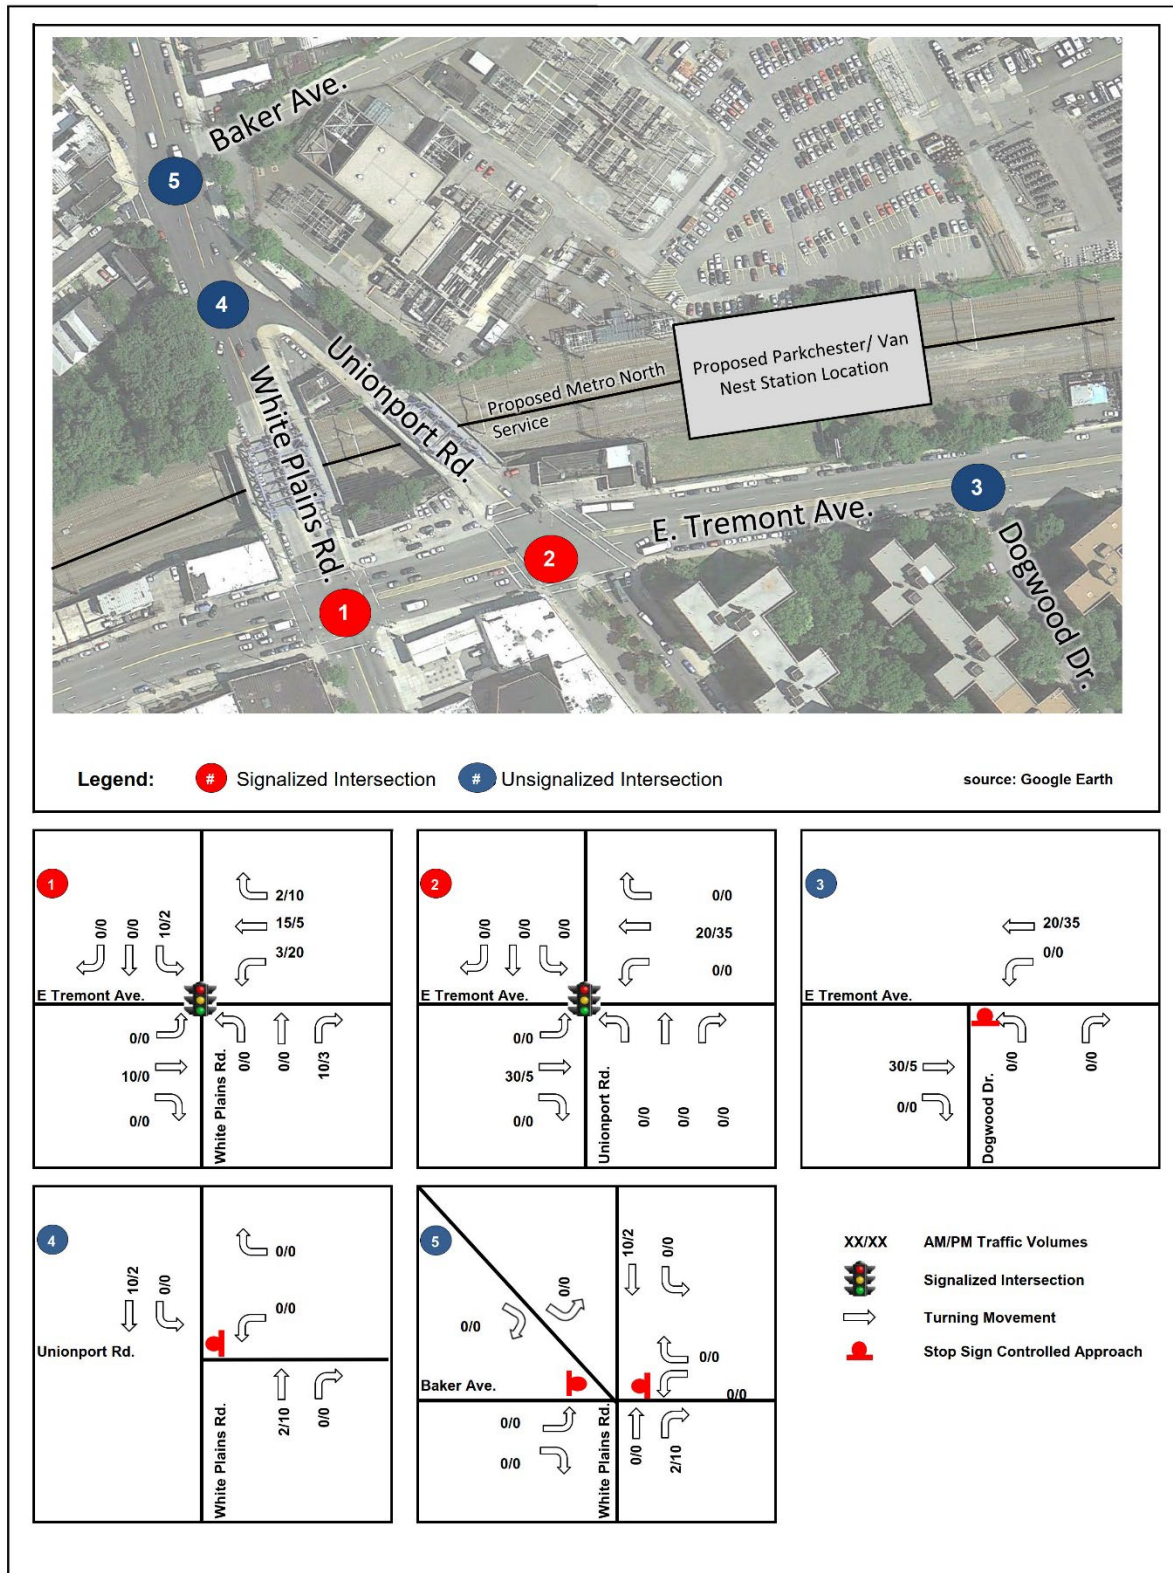 Baker Ave.
5
4
Unionport Rd.
White Plains Rd.
Proposed Metro North
Service
Proposed Parkchester/ Van
Nest Station Location
E. Tremont Ave.
3
Dogwood Dr.
2
1
Legend:
# Signalized Intersection
# Unsignalized Intersection
source: Google Earth
1
0/0 0/0 10/2
2/10
15/5
3/20
E Tremont Ave.
0/0
10/0
0/0
White Plains Rd.
0/0 0/0 10/3
2
0/0 0/0 0/0
0/0
20/35
0/0
E Tremont Ave.
0/0
30/5
0/0
Unionport Rd.
0/0 0/0 0/0
3
20/35
0/0
E Tremont Ave.
30/5
0/0
Dogwood Dr.
0/0 0/0
4
10/2 0/0
0/0
0/0
Unionport Rd.
White Plains Rd.
2/10 0/0
5
0/0
0/0
10/2 0/0
0/0
0/0
Baker Ave.
0/0
0/0
White Plains Rd.
0/0 2/10
XX/XX AM/PM Traffic Volumes
Signalized Intersection
Turning Movement
Stop Sign Controlled Approach